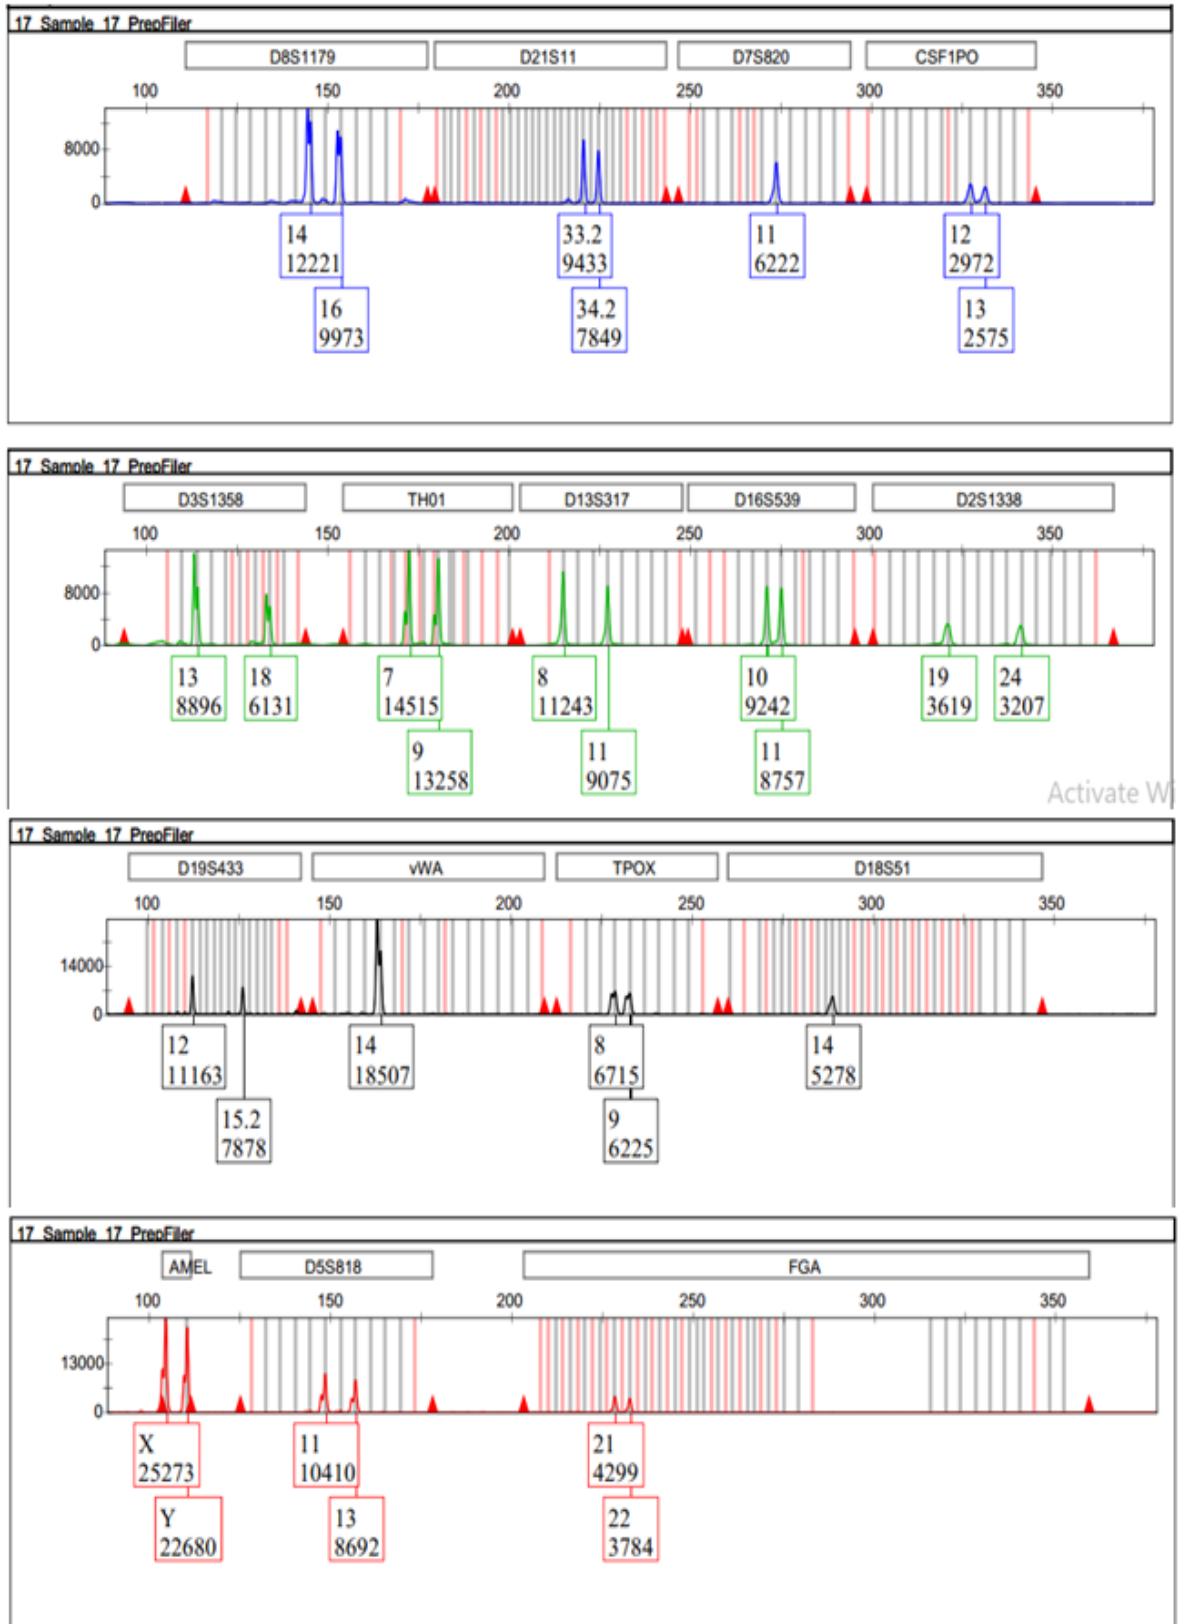 17_Sample_17_PrepFiler
D8S1179 D21S11 D7S820 CSF1PO
100 150 200 250 300 350
8000
0
14 33.2 11 12
12221 9433 6222 2972
16 34.2 13
9973 7849 2575
17_Sample_17_PrepFiler
D3S1358 TH01 D13S317 D16S539 D2S1338
100 150 200 250 300 350
8000
0
13 18 7 8 10 19 24
8896 6131 14515 11243 9242 3619 3207
9 11 11
13258 9075 8757
Activate Wi
17_Sample_17_PrepFiler
D19S433 vWA TPOX D18S51
100 150 200 250 300 350
14000
0
12 14 8 14
11163 18507 6715 5278
15.2 9
7878 6225
17_Sample_17_PrepFiler
AMEL D5S818 FGA
100 150 200 250 300 350
13000
0
X 11 21
25273 10410 4299
Y 13 22
22680 8692 3784